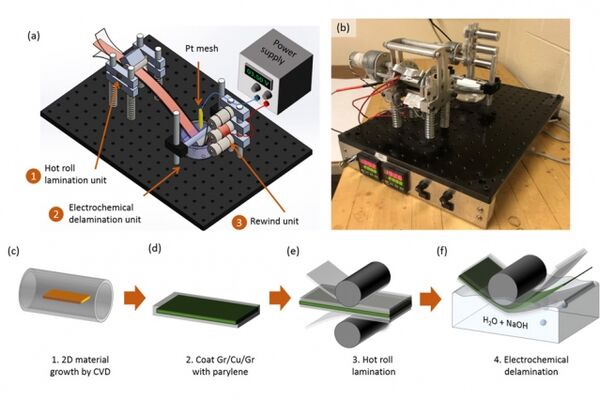 (a)
Pt mesh
Power
supply
(b)
1 Hot roll
lamination unit
2 Electrochemical
delamination unit
3 Rewind unit
(c)
(d)
(e)
(f)
H₂O + NaOH
1. 2D material
growth by CVD
2. Coat Gr/Cu/Gr
with parylene
3. Hot roll
lamination
4. Electrochemical
delamination